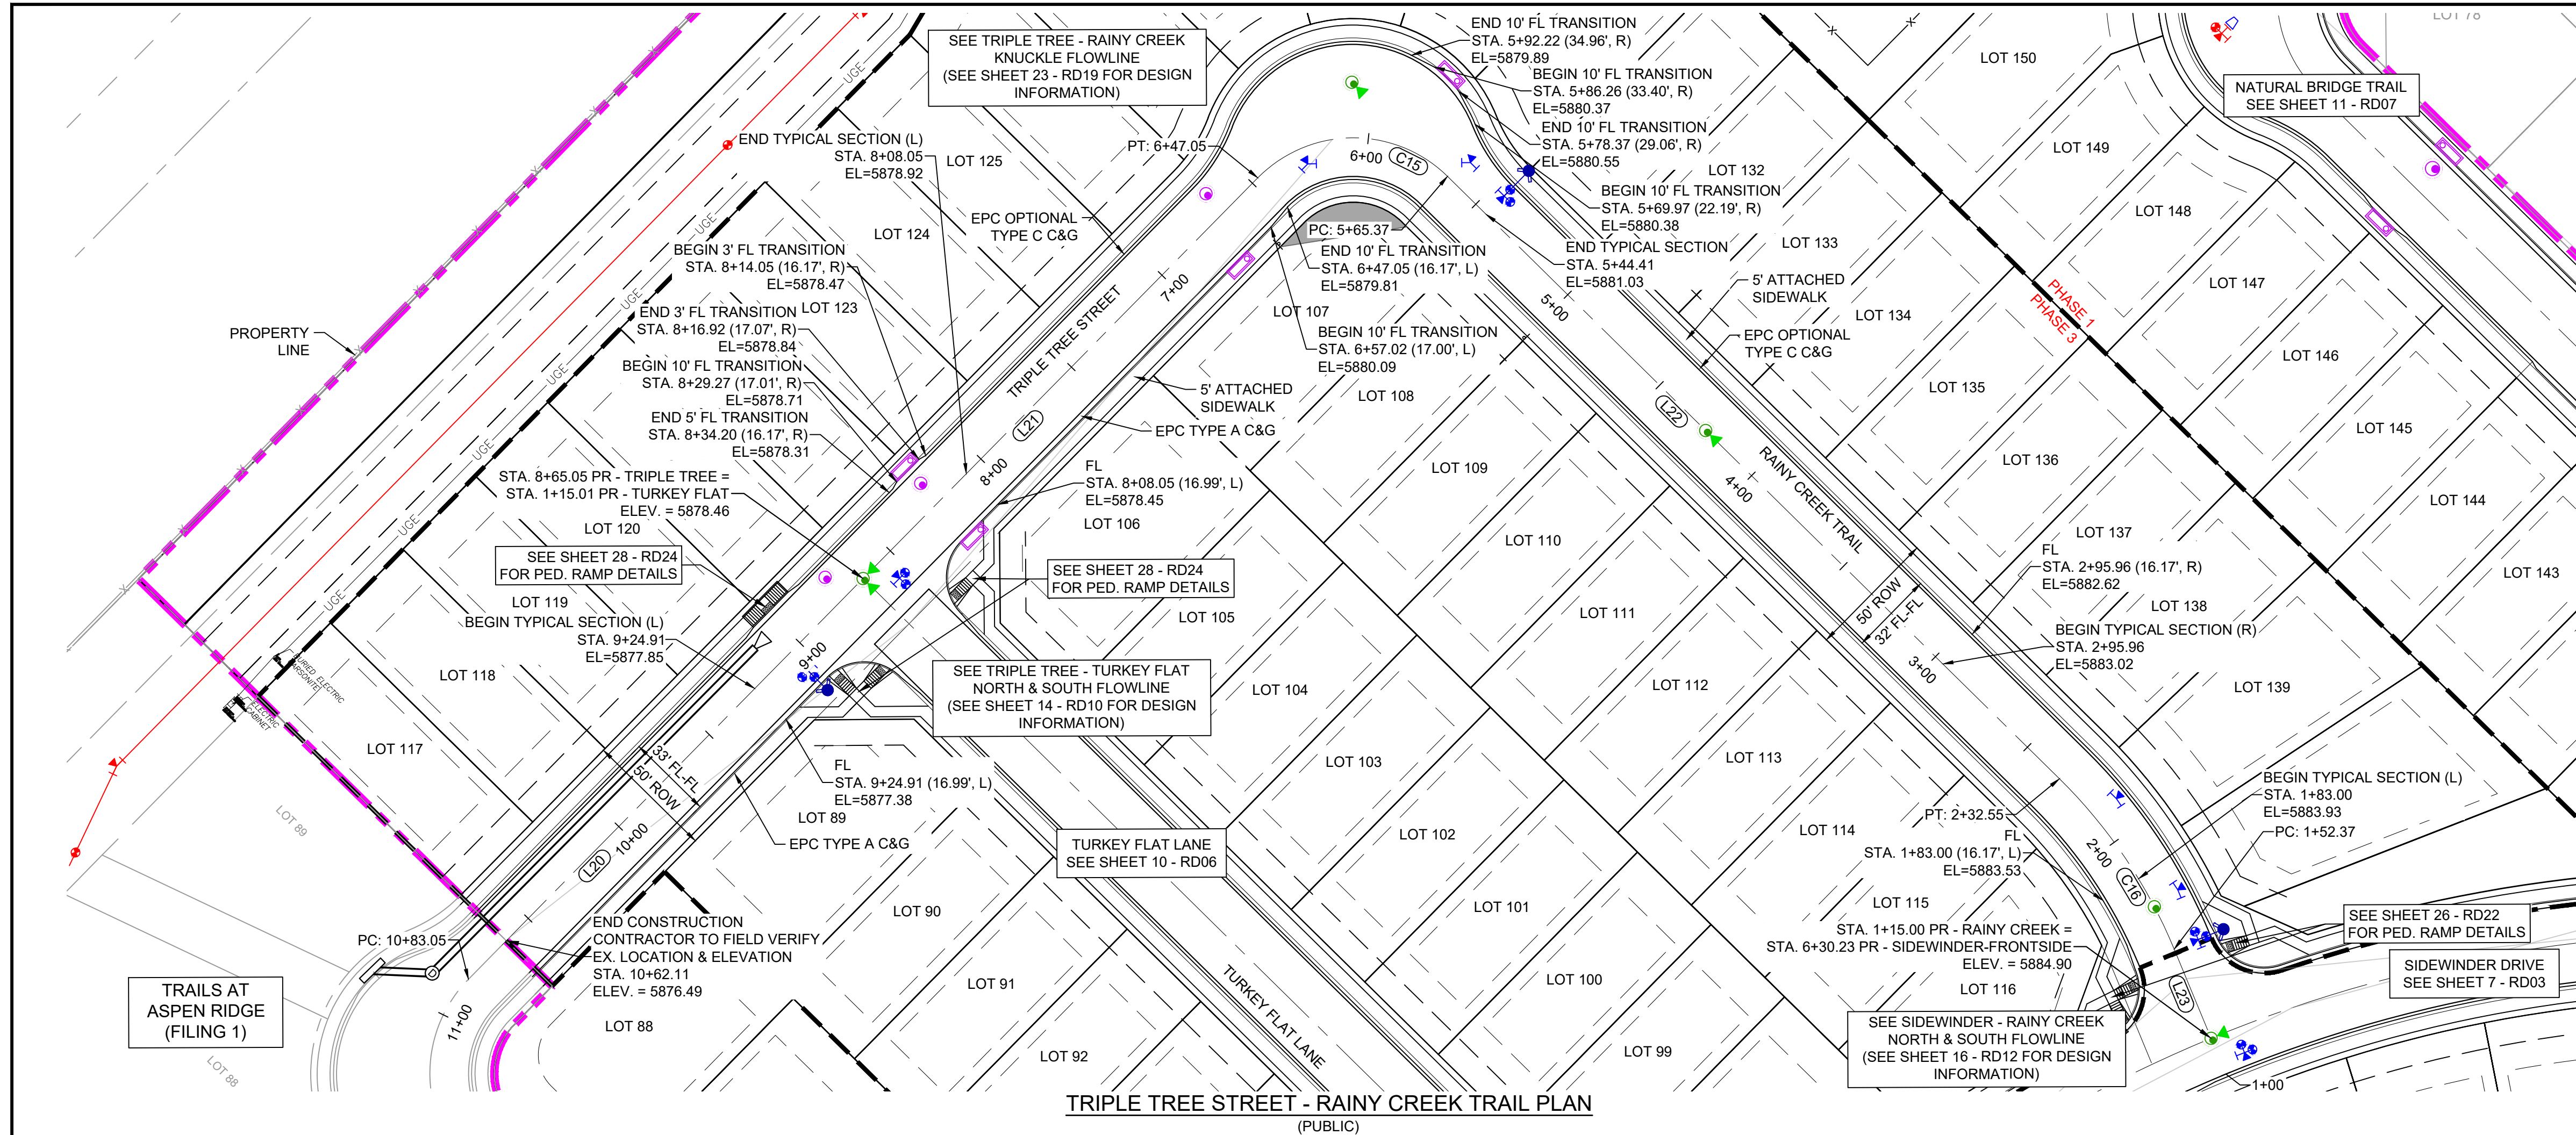 LOT 78
SEE TRIPLE TREE - RAINY CREEK
KNUCKLE FLOWLINE
(SEE SHEET 23 - RD19 FOR DESIGN
INFORMATION)
END 10' FL TRANSITION
STA. 5+92.22 (34.96', R)
EL=5879.89
BEGIN 10' FL TRANSITION
STA. 5+86.26 (33.40', R)
EL=5880.37
END 10' FL TRANSITION
STA. 5+78.37 (29.06', R)
EL=5880.55
BEGIN 10' FL TRANSITION
STA. 5+69.97 (22.19', R)
EL=5880.38
END TYPICAL SECTION
STA. 5+44.41
EL=5881.03
LOT 150
NATURAL BRIDGE TRAIL
SEE SHEET 11 - RD07
LOT 149
LOT 148
LOT 147
LOT 146
LOT 145
LOT 144
LOT 143
PHASE 1
PHASE 3
UGE
UGE
UGE
UGE
UGE
UGE
END TYPICAL SECTION (L)
STA. 8+08.05
EL=5878.92
LOT 125
PT: 6+47.05
6+00
C15
LOT 132
EPC OPTIONAL
TYPE C C&G
LOT 124
PC: 5+65.37
END 10' FL TRANSITION
STA. 6+47.05 (16.17', L)
EL=5879.81
LOT 133
5' ATTACHED
SIDEWALK
BEGIN 3' FL TRANSITION
STA. 8+14.05 (16.17', R)
EL=5878.47
END 3' FL TRANSITION
STA. 8+16.92 (17.07', R)
EL=5878.84
LOT 123
BEGIN 10' FL TRANSITION
STA. 8+29.27 (17.01', R)
EL=5878.71
END 5' FL TRANSITION
STA. 8+34.20 (16.17', R)
EL=5878.31
PROPERTY
LINE
7+00
TRIPLE TREE STREET
LOT 107
BEGIN 10' FL TRANSITION
STA. 6+57.02 (17.00', L)
EL=5880.09
5+00
LOT 134
EPC OPTIONAL
TYPE C C&G
LOT 135
5' ATTACHED
SIDEWALK
EPC TYPE A C&G
LOT 108
L21
L22
RAINY CREEK TRAIL
4+00
LOT 136
LOT 109
8+00
FL
STA. 8+08.05 (16.99', L)
EL=5878.45
STA. 8+65.05 PR - TRIPLE TREE =
STA. 1+15.01 PR - TURKEY FLAT
ELEV. = 5878.46
LOT 120
LOT 106
LOT 110
LOT 137
FL
STA. 2+95.96 (16.17', R)
EL=5882.62
SEE SHEET 28 - RD24
FOR PED. RAMP DETAILS
SEE SHEET 28 - RD24
FOR PED. RAMP DETAILS
LOT 119
LOT 105
LOT 111
50' ROW
32' FL-FL
LOT 138
BEGIN TYPICAL SECTION (L)
STA. 9+24.91
EL=5877.85
BEGIN TYPICAL SECTION (R)
STA. 2+95.96
EL=5883.02
3+00
9+00
BURIED ELECTRIC
ARSONITE
ELECTRIC
CABINET
LOT 118
SEE TRIPLE TREE - TURKEY FLAT
NORTH & SOUTH FLOWLINE
(SEE SHEET 14 - RD10 FOR DESIGN
INFORMATION)
LOT 104
LOT 112
LOT 139
LOT 117
33' FL-FL
50' ROW
FL
STA. 9+24.91 (16.99', L)
EL=5877.38
LOT 89
LOT 103
LOT 113
BEGIN TYPICAL SECTION (L)
STA. 1+83.00
EL=5883.93
PC: 1+52.37
LOT 89
10+00
L20
EPC TYPE A C&G
TURKEY FLAT LANE
SEE SHEET 10 - RD06
LOT 102
LOT 114
PT: 2+32.55
FL
STA. 1+83.00 (16.17', L)
EL=5883.53
2+00
C16
LOT 90
LOT 101
LOT 115
STA. 1+15.00 PR - RAINY CREEK =
STA. 6+30.23 PR - SIDEWINDER-FRONTSIDE
ELEV. = 5884.90
SEE SHEET 26 - RD22
FOR PED. RAMP DETAILS
END CONSTRUCTION
CONTRACTOR TO FIELD VERIFY
EX. LOCATION & ELEVATION
STA. 10+62.11
ELEV. = 5876.49
PC: 10+83.05
LOT 91
TURKEY FLAT LANE
LOT 100
LOT 116
L23
SIDEWINDER DRIVE
SEE SHEET 7 - RD03
TRAILS AT
ASPEN RIDGE
(FILING 1)
11+00
LOT 88
LOT 88
LOT 92
LOT 99
SEE SIDEWINDER - RAINY CREEK
NORTH & SOUTH FLOWLINE
(SEE SHEET 16 - RD12 FOR DESIGN
INFORMATION)
1+00
TRIPLE TREE STREET - RAINY CREEK TRAIL PLAN
(PUBLIC)